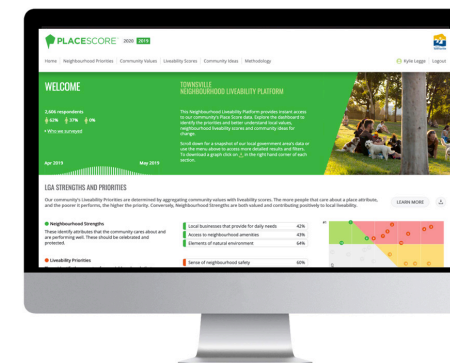 PLACESCORE 2020 2019
Home Neighbourhood Priorities Community Values Liveability Scores Community Ideas Methodology
Kylie Legge Logout
WELCOME
2,606 respondents
62% 37% 0%
Who we surveyed
Apr 2019 May 2019
TOWNSVILLE
NEIGHBOURHOOD LIVEABILITY PLATFORM
This Neighbourhood Liveability Platform provides instant access
to our community's Place Score data. Explore the dashboard to
identify the priorities and better understand local values,
neighbourhood liveability scores and community ideas for
change.
Scroll down for a snapshot of our local government area's data or
use the menu above to access more detailed results and filters.
To download a graph click on in the right hand corner of each
section.
LGA STRENGTHS AND PRIORITIES
Our community's Liveability Priorities are determined by aggregating community values with liveability scores. The more people that care about a place attribute,
and the poorer it performs, the higher the priority. Conversely, Neighbourhood Strengths are highly valued and contributing positively to local liveability.
LEARN MORE
Neighbourhood Strengths
These identify attributes that the community cares about and
are performing well. These should be celebrated and
protected.
Local businesses that provide for daily needs 42%
Access to neighbourhood amenities 43%
Elements of natural environment 64%
Liveability Priorities
Sense of neighbourhood safety 60%